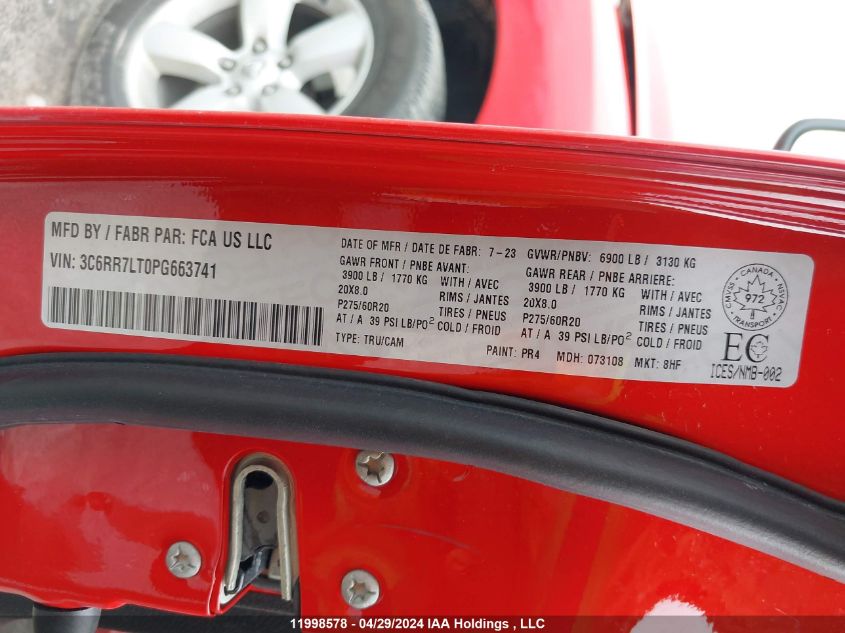 MFD BY / FABR PAR: FCA US LLC
VIN: 3C6RR7LT0PG663741
DATE OF MFR / DATE DE FABR: 7-23
GAWR FRONT / PNBE AVANT:
3900 LB / 1770 KG WITH / AVEC
20X8.0 RIMS / JANTES
P275/60R20 TIRES / PNEUS
AT / A 39 PSI LB/PO² COLD / FROID
TYPE: TRU/CAM
GVWR/PNBV: 6900 LB / 3130 KG
GAWR REAR / PNBE ARRIERE:
3900 LB / 1770 KG WITH / AVEC
20X8.0 RIMS / JANTES
P275/60R20 TIRES / PNEUS
AT / A 39 PSI LB/PO² COLD / FROID
PAINT: PR4 MDH: 073108 MKT: 8HF
CMVSS · CANADA · NSVAC
972
TRANSPORT
EC
ICES/NMB-002
11998578 - 04/29/2024 IAA Holdings , LLC